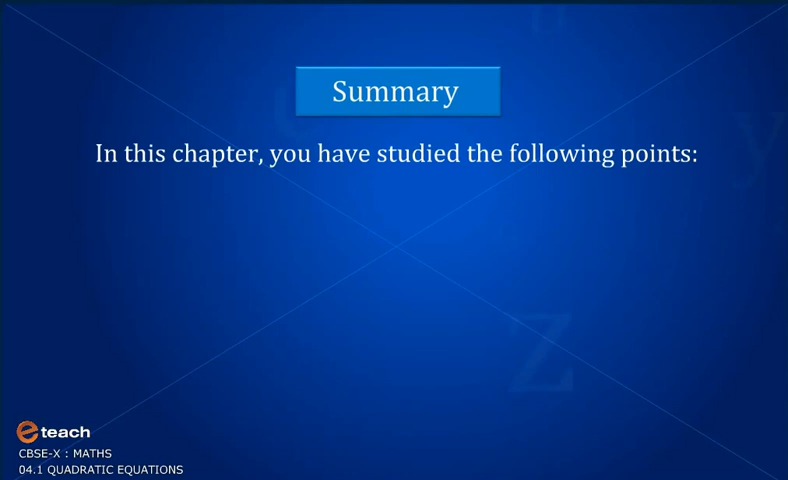 Summary
In this chapter, you have studied the following points:
y
z
e teach
CBSE-X : MATHS
04.1 QUADRATIC EQUATIONS